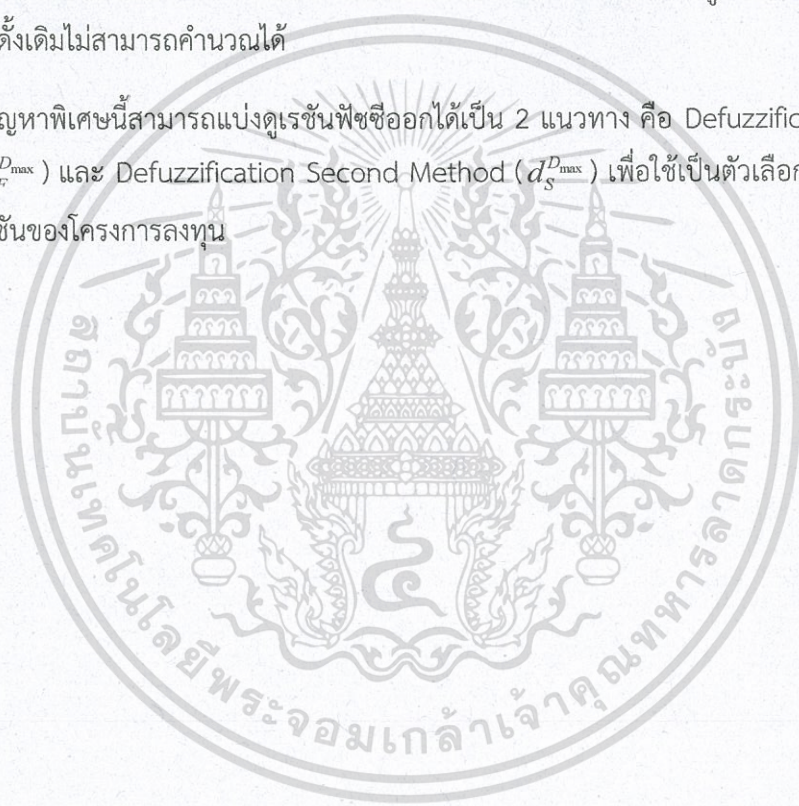 ดั้งเดิมไม่สามารถคำนวณได้
ญหาพิเศษนี้สามารถแบ่งดูเรชันฟัซซีออกได้เป็น 2 แนวทาง คือ Defuzzific
D_max ) และ Defuzzification Second Method ( d_S^{D_max} ) เพื่อใช้เป็นตัวเลือก
ชันของโครงการลงทุน
สถาบันเทคโนโลยีพระจอมเกล้าเจ้าคุณทหารลาดกระบัง
๔